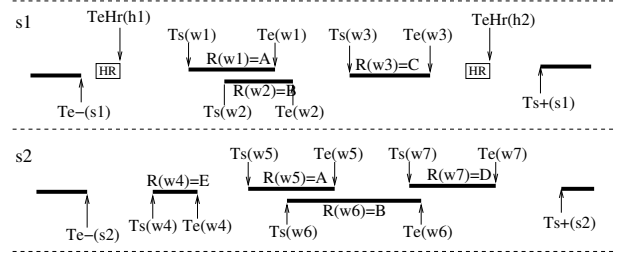 s1
TeHr(h1)
TeHr(h2)
Ts(w1)
Te(w1)
Ts(w3)
Te(w3)
HR
R(w1)=A
R(w3)=C
HR
R(w2)=B
Te−(s1)
Ts(w2)
Te(w2)
Ts+(s1)
s2
Ts(w5)
Te(w5)
Ts(w7)
Te(w7)
R(w4)=E
R(w5)=A
R(w7)=D
R(w6)=B
Te−(s2)
Ts(w4)
Te(w4)
Ts(w6)
Te(w6)
Ts+(s2)